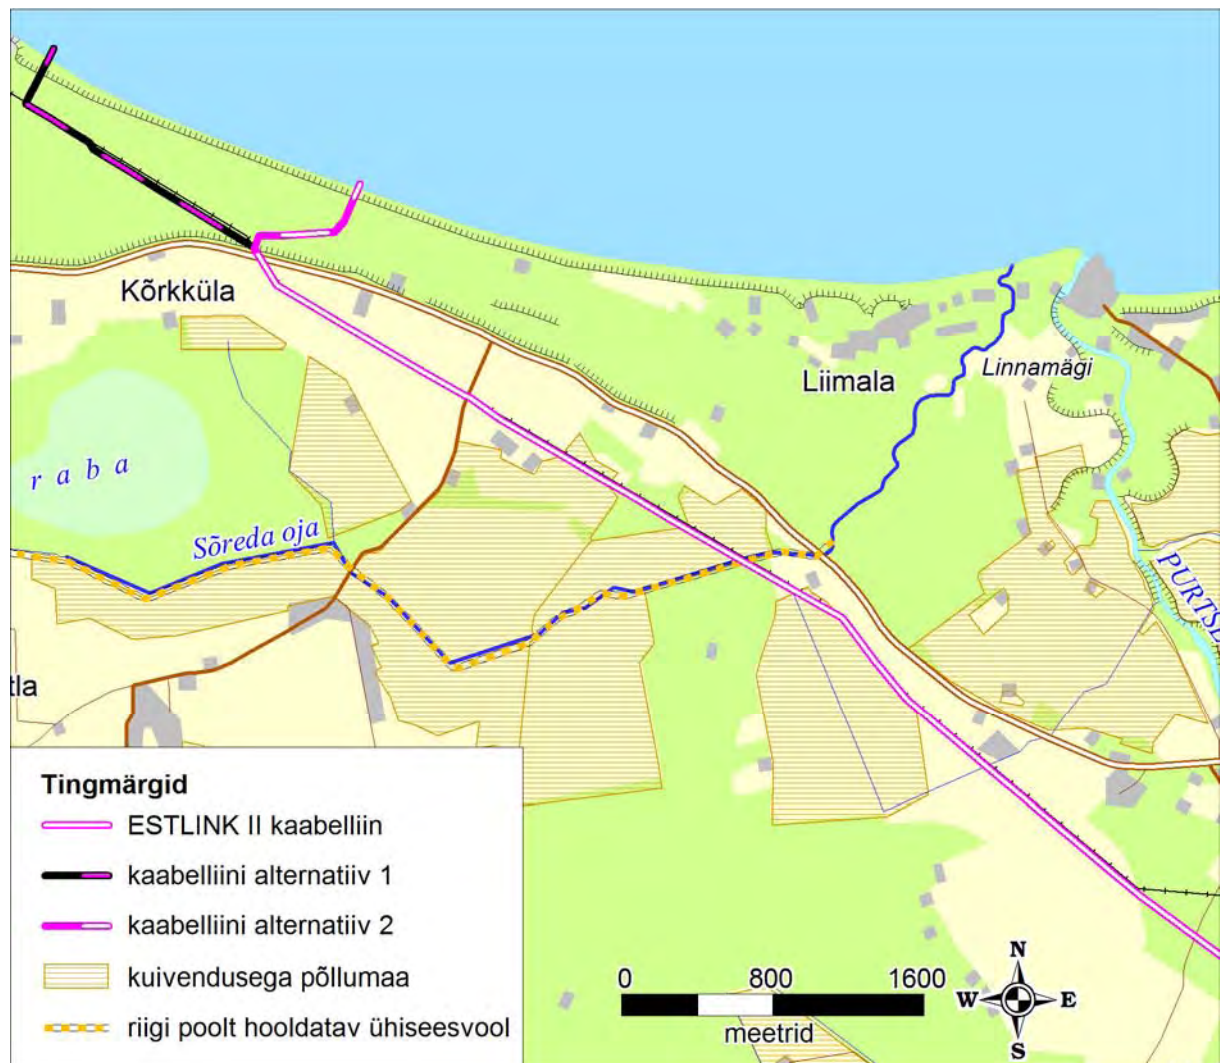 Kõrkküla
Liimala
Linnamägi
raba
Sõreda oja
PURTSE
tla
Tingmärgid
ESTLINK II kaabelliin
kaabelliini alternatiiv 1
kaabelliini alternatiiv 2
kuivendusega põllumaa
riigi poolt hooldatav ühiseesvool
0 800 1600
meetrid
N
W E
S